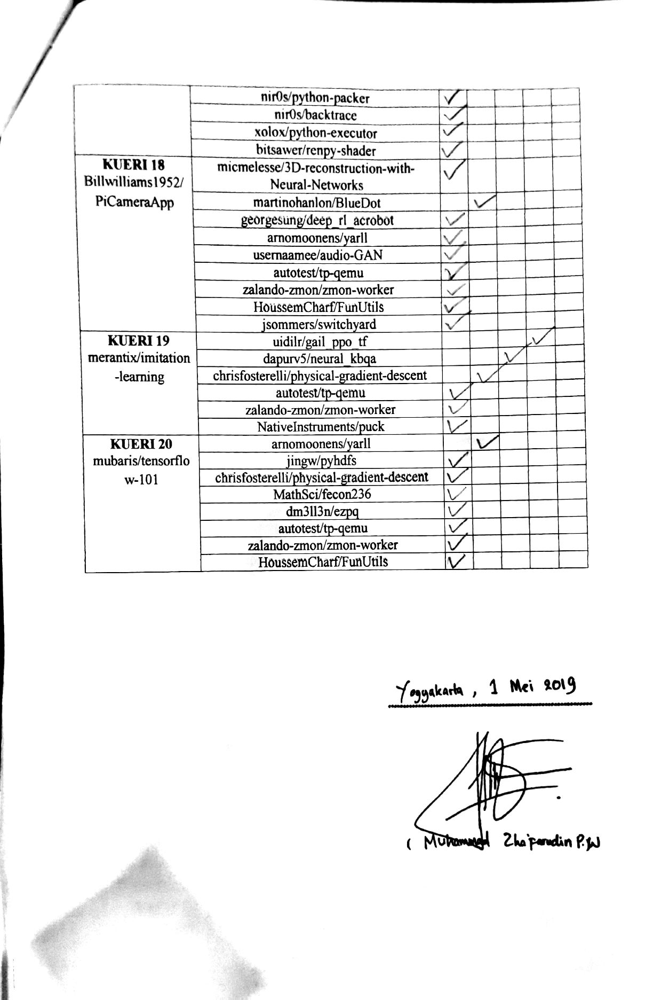 nir0s/python-packer ✓
nir0s/backtrace ✓
xolox/python-executor ✓
bitsawer/renpy-shader ✓
KUERI 18
Billwilliams1952/
PiCameraApp
micmelesse/3D-reconstruction-with-
Neural-Networks ✓
martinohanlon/BlueDot ✓
georgesung/deep_rl_acrobot ✓
arnomoonens/yarll ✓
usernaamee/audio-GAN ✓
autotest/tp-qemu ✓
zalando-zmon/zmon-worker ✓
HoussemCharf/FunUtils ✓
jsommers/switchyard ✓
KUERI 19
merantix/imitation
-learning
uidilr/gail_ppo_tf ✓
dapurv5/neural_kbqa ✓
chrisfosterelli/physical-gradient-descent ✓
autotest/tp-qemu ✓
zalando-zmon/zmon-worker ✓
NativeInstruments/puck ✓
KUERI 20
mubaris/tensorflo
w-101
arnomoonens/yarll ✓
jingw/pyhdfs ✓
chrisfosterelli/physical-gradient-descent ✓
MathSci/fecon236 ✓
dm3ll3n/ezpq ✓
autotest/tp-qemu ✓
zalando-zmon/zmon-worker ✓
HoussemCharf/FunUtils ✓
Yogyakarta, 1 Mei 2019
( Muhammad P.W